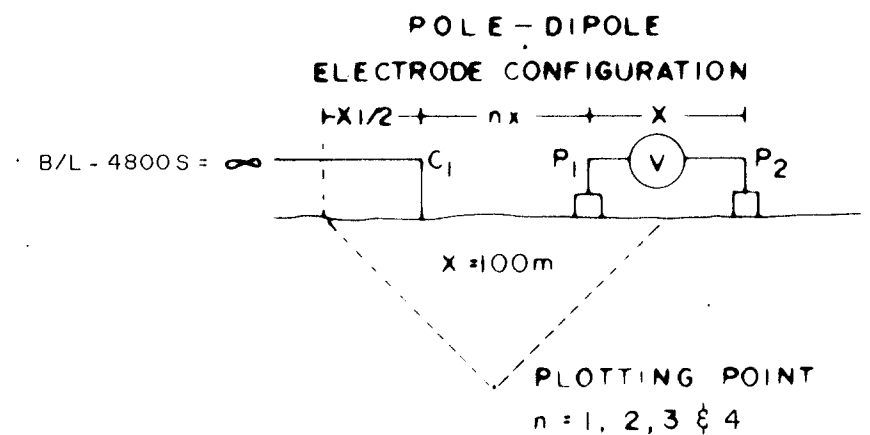 POLE-DIPOLE
ELECTRODE CONFIGURATION
X1/2 nx X
B/L - 4800S = ∞ C1 P1 V P2
X = 100m
PLOTTING POINT
n = 1, 2, 3 & 4